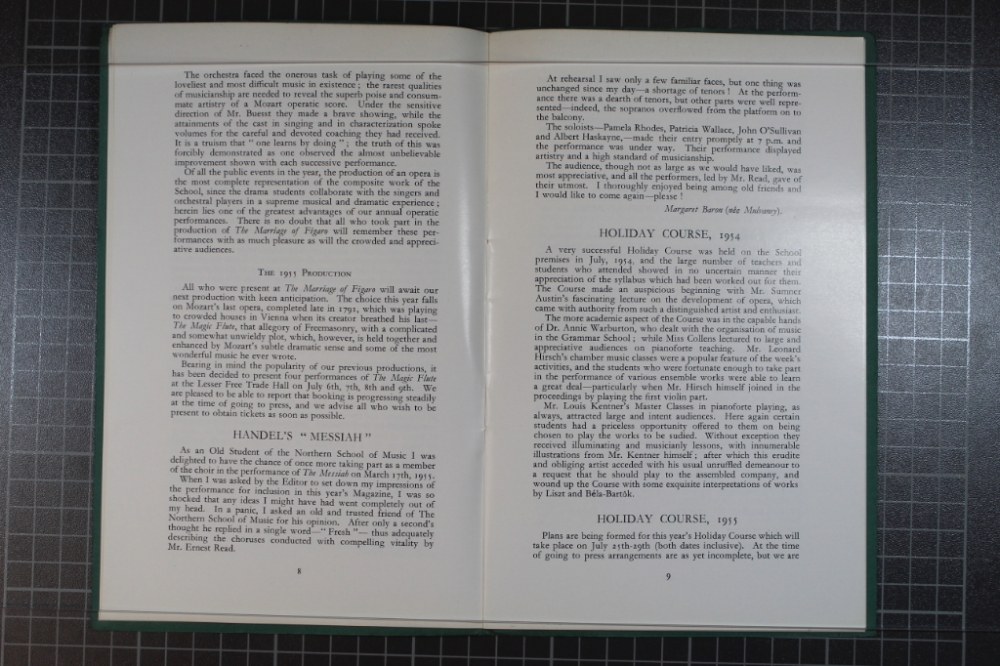 The orchestra faced the onerous task of playing some of the
loveliest and most difficult music in existence; the rarest qualities
of musicianship are needed to reveal the superb poise and consum-
mate artistry of a Mozart operatic score. Under the sensitive
direction of Mr. Buesst they made a brave showing, while the
attainments of the cast in singing and in characterization spoke
volumes for the careful and devoted coaching they had received.
It is a truism that “ one learns by doing ” ; the truth of this was
forcibly demonstrated as one observed the almost unbelievable
improvement shown with each successive performance.
Of all the public events in the year, the production of an opera is
the most complete representation of the composite work of the
School, since the drama students collaborate with the singers and
orchestral players in a supreme musical and dramatic experience ;
herein lies one of the greatest advantages of our annual operatic
performances. There is no doubt that all who took part in the
production of The Marriage of Figaro will remember these per-
formances with as much pleasure as will the crowded and appreci-
ative audiences.
The 1955 Production
All who were present at The Marriage of Figaro will await our
next production with keen anticipation. The choice this year falls
on Mozart's last opera, completed late in 1791, which was playing
to crowded houses in Vienna when its creator breathed his last—
The Magic Flute, that allegory of Freemasonry, with a complicated
and somewhat unwieldy plot, which, however, is held together and
enhanced by Mozart's subtle dramatic sense and some of the most
wonderful music he ever wrote.
Bearing in mind the popularity of our previous productions, it
has been decided to present four performances of The Magic Flute
at the Lesser Free Trade Hall on July 6th, 7th, 8th and 9th. We
are pleased to be able to report that booking is progressing steadily
at the time of going to press, and we advise all who wish to be
present to obtain tickets as soon as possible.
HANDEL'S “ MESSIAH ”
As an Old Student of the Northern School of Music I was
delighted to have the chance of once more taking part as a member
of the choir in the performance of The Messiah on March 17th, 1955.
When I was asked by the Editor to set down my impressions of
the performance for inclusion in this year's Magazine, I was so
shocked that any ideas I might have had went completely out of
my head. In a panic, I asked an old and trusted friend of The
Northern School of Music for his opinion. After only a second's
thought he replied in a single word—“ Fresh ”— thus adequately
describing the choruses conducted with compelling vitality by
Mr. Ernest Read.
8
At rehearsal I saw only a few familiar faces, but one thing was
unchanged since my day—a shortage of tenors ! At the perform-
ance there was a dearth of tenors, but other parts were well repre-
sented—indeed, the sopranos overflowed from the platform on to
the balcony.
The soloists—Pamela Rhodes, Patricia Wallace, John O'Sullivan
and Albert Hankayne,—made their entry promptly at 7 p.m. and
the performance was under way. Their performance displayed
artistry and a high standard of musicianship.
The audience, though not as large as we would have liked, was
most appreciative, and all the performers, led by Mr. Read, gave of
their utmost. I thoroughly enjoyed being among old friends and
I would like to come again—please !
Margaret Baron (née Mulvaney).
HOLIDAY COURSE, 1954
A very successful Holiday Course was held on the School
premises in July, 1954, and the large number of teachers and
students who attended showed in no uncertain manner their
appreciation of the syllabus which had been worked out for them.
The Course made an auspicious beginning with Mr. Sumner
Austin's fascinating lecture on the development of opera, which
came with authority from such a distinguished artist and enthusiast.
The more academic aspect of the Course was in the capable hands
of Dr. Annie Warburton, who dealt with the organisation of music
in the Grammar School ; while Miss Collens lectured to large and
appreciative audiences on pianoforte teaching. Mr. Leonard
Hirsch's chamber music classes were a popular feature of the week's
activities, and the students who were fortunate enough to take part
in the performance of various ensemble works were able to learn
a great deal—particularly when Mr. Hirsch himself joined in the
proceedings by playing the first violin part.
Mr. Louis Kentner's Master Classes in pianoforte playing, as
always, attracted large and intent audiences. Here again certain
students had a priceless opportunity offered to them on being
chosen to play the works to be sudied. Without exception they
received illuminating and musicianly lessons, with innumerable
illustrations from Mr. Kentner himself ; after which this erudite
and obliging artist acceded with his usual unruffled demeanour to
a request that he should play to the assembled company, and
wound up the Course with some exquisite interpretations of works
by Liszt and Béla-Bartók.
HOLIDAY COURSE, 1955
Plans are being formed for this year's Holiday Course which will
take place on July 25th-29th (both dates inclusive). At the time
of going to press arrangements are as yet incomplete, but we are
9